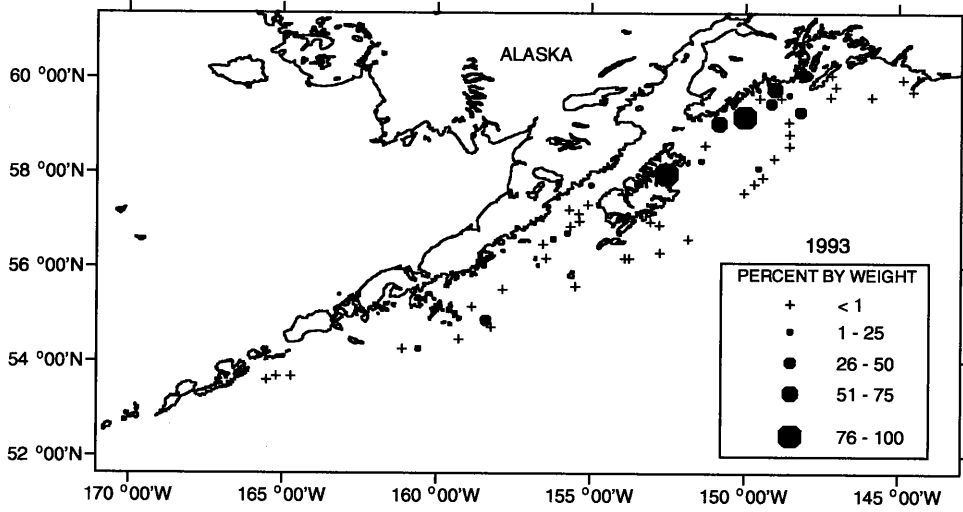 ALASKA
60 °00'N
58 °00'N
56 °00'N
54 °00'N
52 °00'N
1993
PERCENT BY WEIGHT
+ < 1
1 - 25
26 - 50
51 - 75
76 - 100
170 °00'W 165 °00'W 160 °00'W 155 °00'W 150 °00'W 145 °00'W